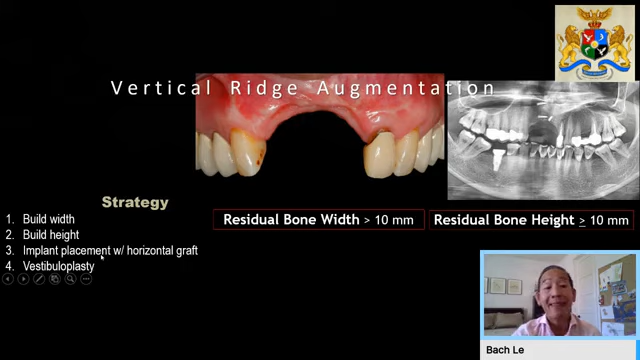 Vertical Ridge Augmentation
Strategy
1. Build width
2. Build height
3. Implant placement w/ horizontal graft
4. Vestibuloplasty
Residual Bone Width > 10 mm
Residual Bone Height ≥ 10 mm
Bach Le